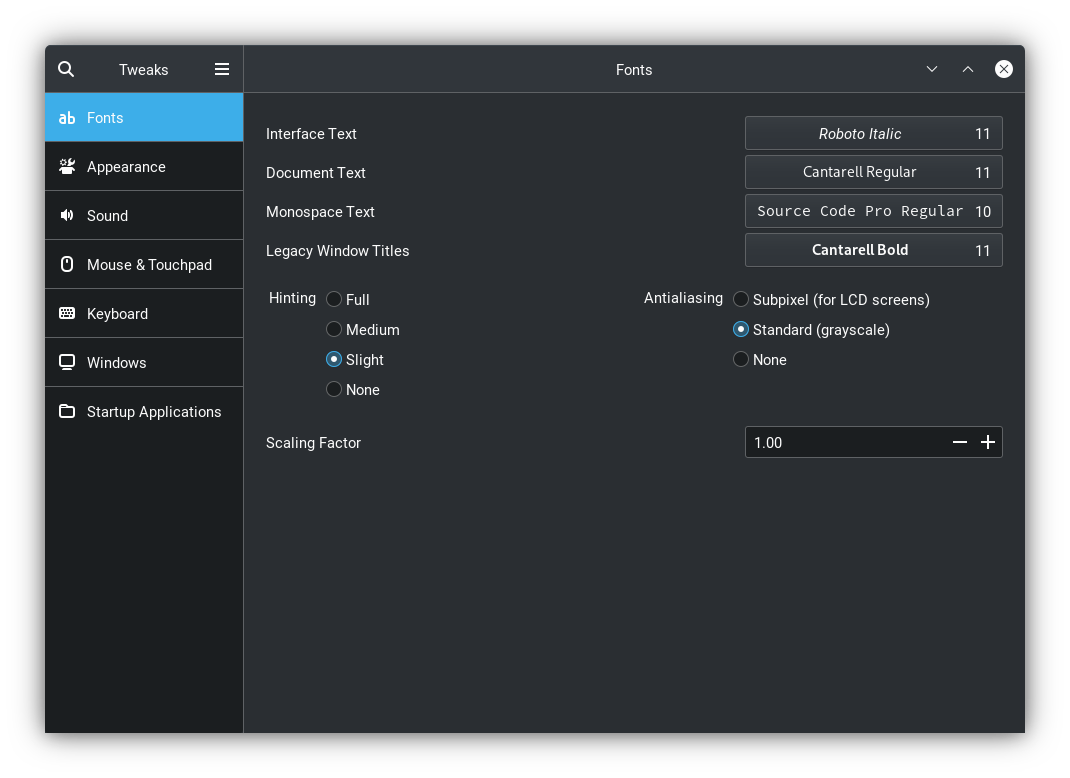 Tweaks
Fonts
Fonts
Appearance
Sound
Mouse & Touchpad
Keyboard
Windows
Startup Applications
Interface Text Roboto Italic 11
Document Text Cantarell Regular 11
Monospace Text Source Code Pro Regular 10
Legacy Window Titles Cantarell Bold 11
Hinting Full
Medium
Slight
None
Antialiasing Subpixel (for LCD screens)
Standard (grayscale)
None
Scaling Factor 1.00